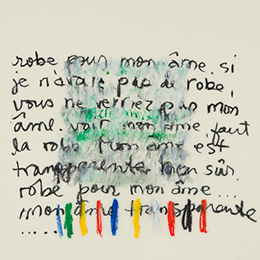 robe pour mon âme. si
je n'avais pas de robe,
vous ne verriez pas mon
âme. voir mon âme, faut
la robe. mon âme est
transparente bien sûr.
robe pour mon âme...
mon âme transparente
.....